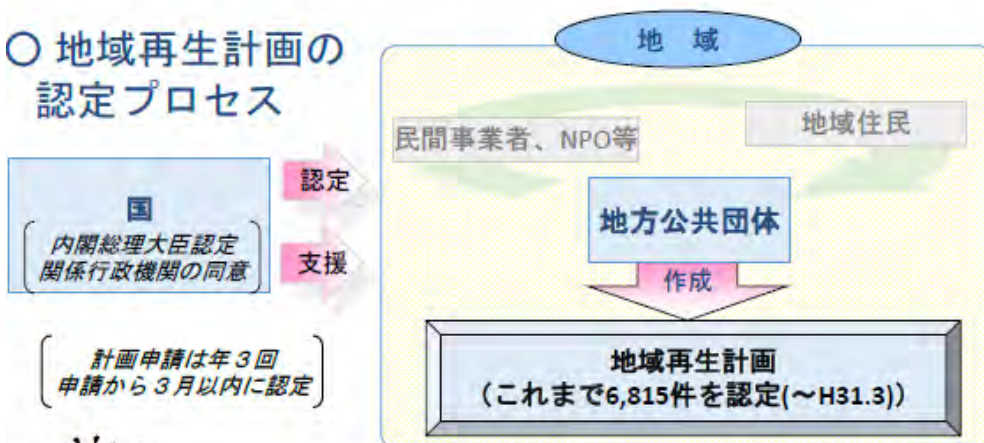 〇 地域再生計画の
認定プロセス
地 域
民間事業者、NPO等
地域住民
認定
国
内閣総理大臣認定
関係行政機関の同意
支援
地方公共団体
作成
計画申請は年３回
申請から３月以内に認定
地域再生計画
（これまで6,815件を認定(～H31.3)）